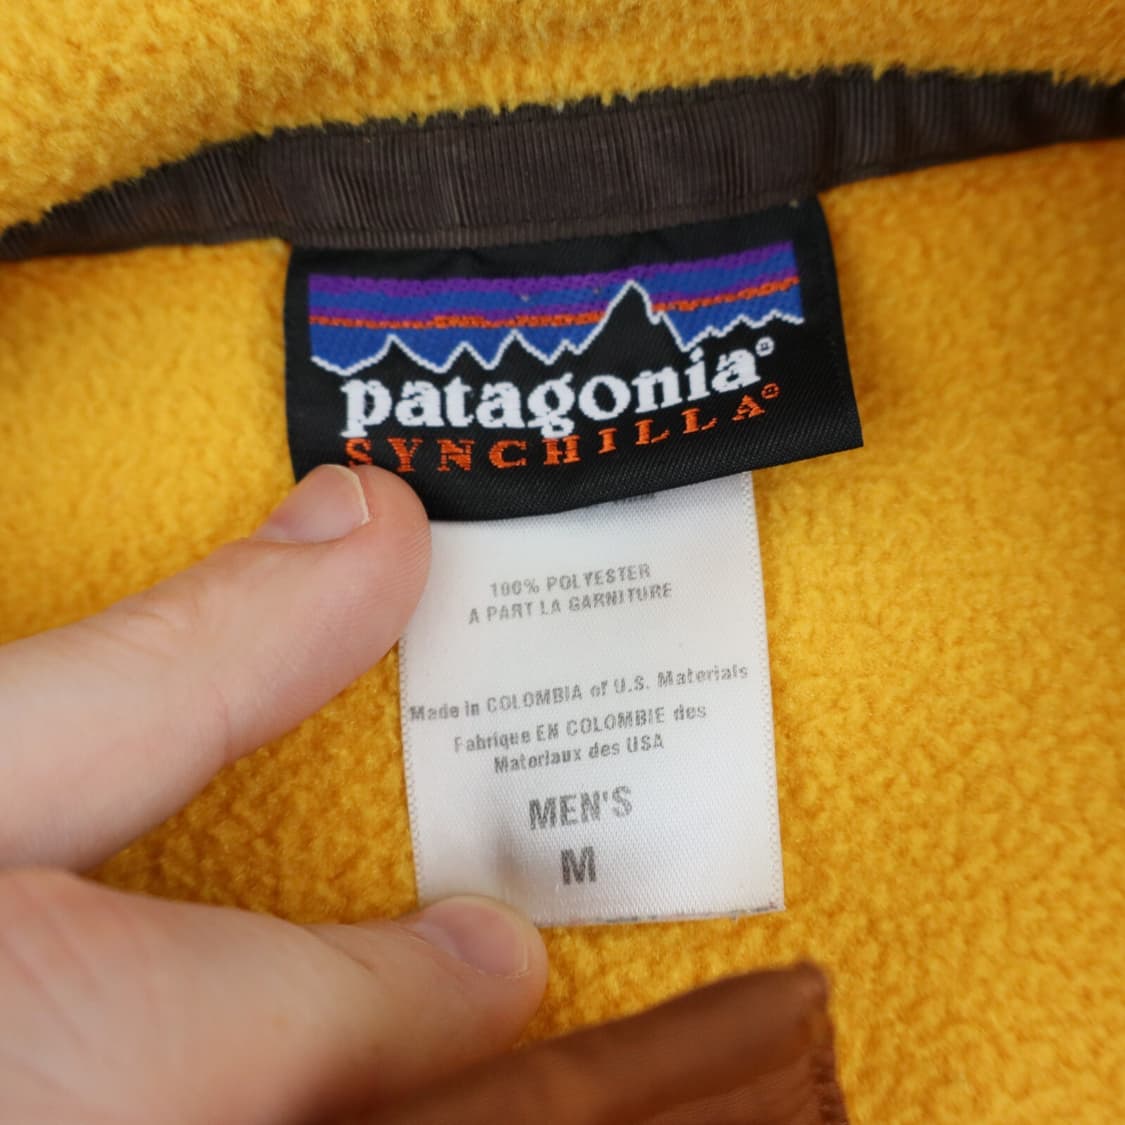 patagonia®
SYNCHILLA®
100% POLYESTER
A PART LA GARNITURE
Made in COLOMBIA of U.S. Materials
Fabrique EN COLOMBIE des
Materiaux des USA
MEN'S
M